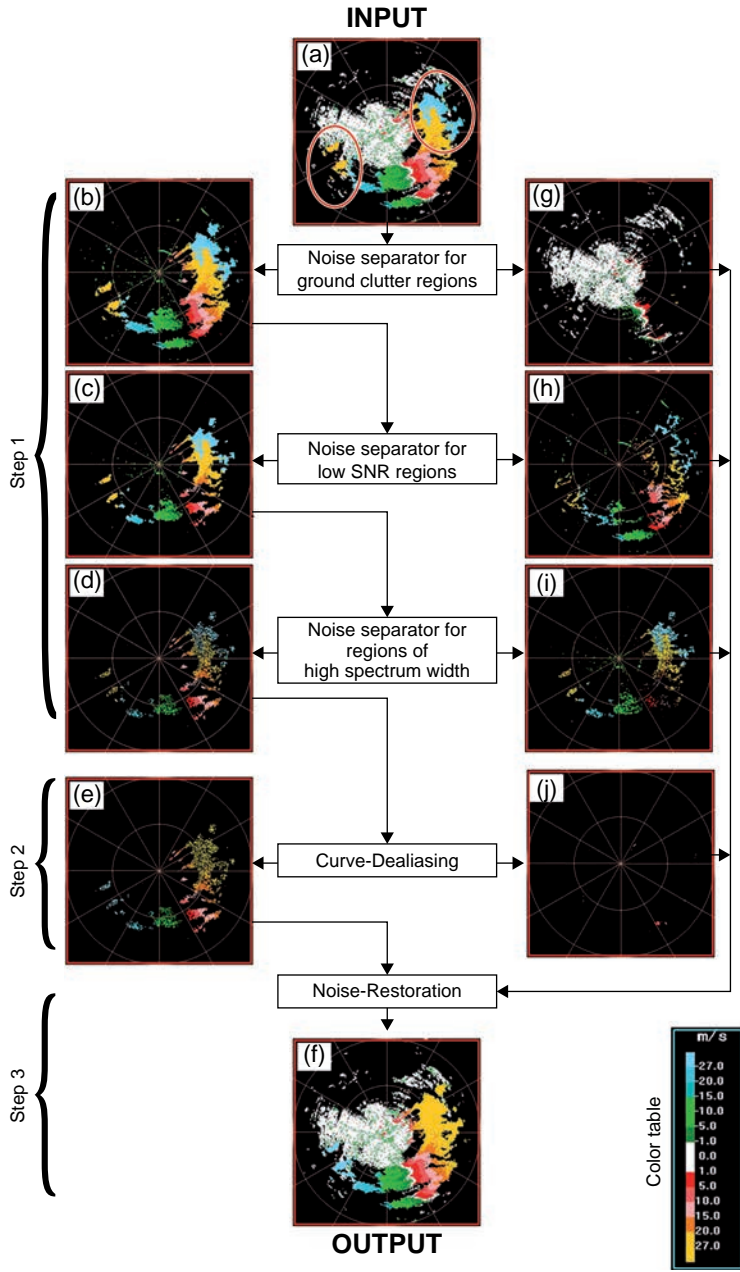 INPUT
(a)
(b)
(g)
Noise separator for
ground clutter regions
(c)
(h)
Step 1
Noise separator for
low SNR regions
(d)
(i)
Noise separator for
regions of
high spectrum width
(e)
(j)
Step 2
Curve-Dealiasing
Noise-Restoration
Step 3
(f)
OUTPUT
Color table
m/s
-27.0
-20.0
-15.0
-10.0
-5.0
-1.0
0.0
1.0
5.0
10.0
15.0
20.0
27.0